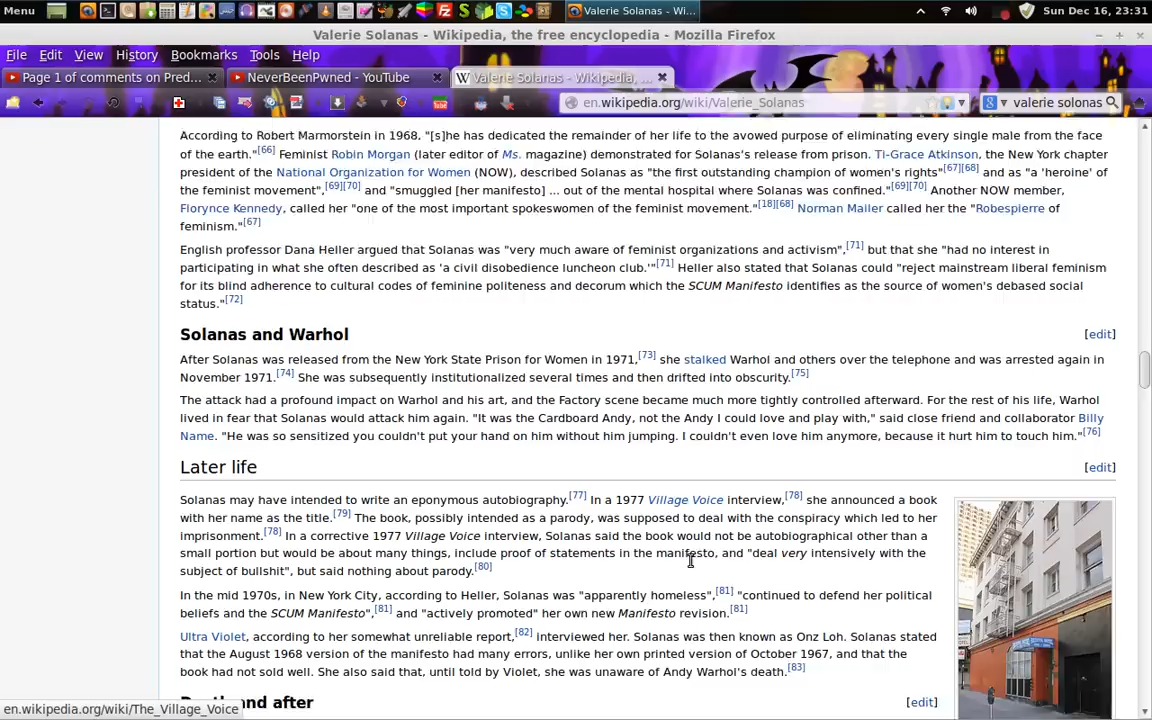 Menu
Valerie Solanas - Wi...
Sun Dec 16, 23:31
Valerie Solanas - Wikipedia, the free encyclopedia - Mozilla Firefox
File Edit View History Bookmarks Tools Help
Page 1 of comments on Pred...
NeverBeenPwned - YouTube
Valerie Solanas - Wikipedia, ...
en.wikipedia.org/wiki/Valerie_Solanas
valerie solonas
According to Robert Marmorstein in 1968, "[s]he has dedicated the remainder of her life to the avowed purpose of eliminating every single male from the face
of the earth."[66] Feminist Robin Morgan (later editor of Ms. magazine) demonstrated for Solanas's release from prison. Ti-Grace Atkinson, the New York chapter
president of the National Organization for Women (NOW), described Solanas as "the first outstanding champion of women's rights"[67][68] and as "a 'heroine' of
the feminist movement",[69][70] and "smuggled [her manifesto] ... out of the mental hospital where Solanas was confined."[69][70] Another NOW member,
Florynce Kennedy, called her "one of the most important spokeswomen of the feminist movement."[18][68] Norman Mailer called her the "Robespierre of
feminism."[67]
English professor Dana Heller argued that Solanas was "very much aware of feminist organizations and activism",[71] but that she "had no interest in
participating in what she often described as 'a civil disobedience luncheon club.'"[71] Heller also stated that Solanas could "reject mainstream liberal feminism
for its blind adherence to cultural codes of feminine politeness and decorum which the SCUM Manifesto identifies as the source of women's debased social
status."[72]
Solanas and Warhol [edit]
After Solanas was released from the New York State Prison for Women in 1971,[73] she stalked Warhol and others over the telephone and was arrested again in
November 1971.[74] She was subsequently institutionalized several times and then drifted into obscurity.[75]
The attack had a profound impact on Warhol and his art, and the Factory scene became much more tightly controlled afterward. For the rest of his life, Warhol
lived in fear that Solanas would attack him again. "It was the Cardboard Andy, not the Andy I could love and play with," said close friend and collaborator Billy
Name. "He was so sensitized you couldn't put your hand on him without him jumping. I couldn't even love him anymore, because it hurt him to touch him."[76]
Later life [edit]
Solanas may have intended to write an eponymous autobiography.[77] In a 1977 Village Voice interview,[78] she announced a book
with her name as the title.[79] The book, possibly intended as a parody, was supposed to deal with the conspiracy which led to her
imprisonment.[78] In a corrective 1977 Village Voice interview, Solanas said the book would not be autobiographical other than a
small portion but would be about many things, include proof of statements in the manifesto, and "deal very intensively with the
subject of bullshit", but said nothing about parody.[80]
In the mid 1970s, in New York City, according to Heller, Solanas was "apparently homeless",[81] "continued to defend her political
beliefs and the SCUM Manifesto",[81] and "actively promoted" her own new Manifesto revision.[81]
Ultra Violet, according to her somewhat unreliable report,[82] interviewed her. Solanas was then known as Onz Loh. Solanas stated
that the August 1968 version of the manifesto had many errors, unlike her own printed version of October 1967, and that the
book had not sold well. She also said that, until told by Violet, she was unaware of Andy Warhol's death.[83]
and after [edit]
en.wikipedia.org/wiki/The_Village_Voice